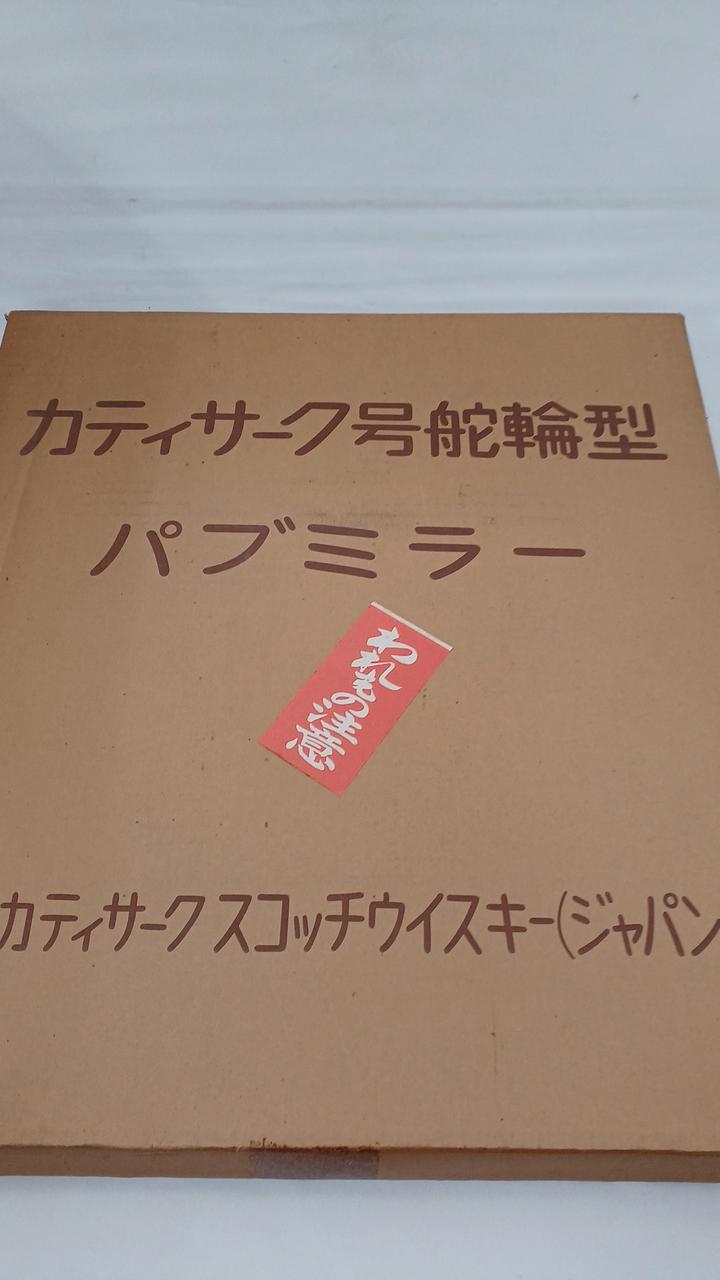 カティサーク号舵輪型
パブミラー
われもの注意
カティサーク スコッチウイスキー(ジャパン